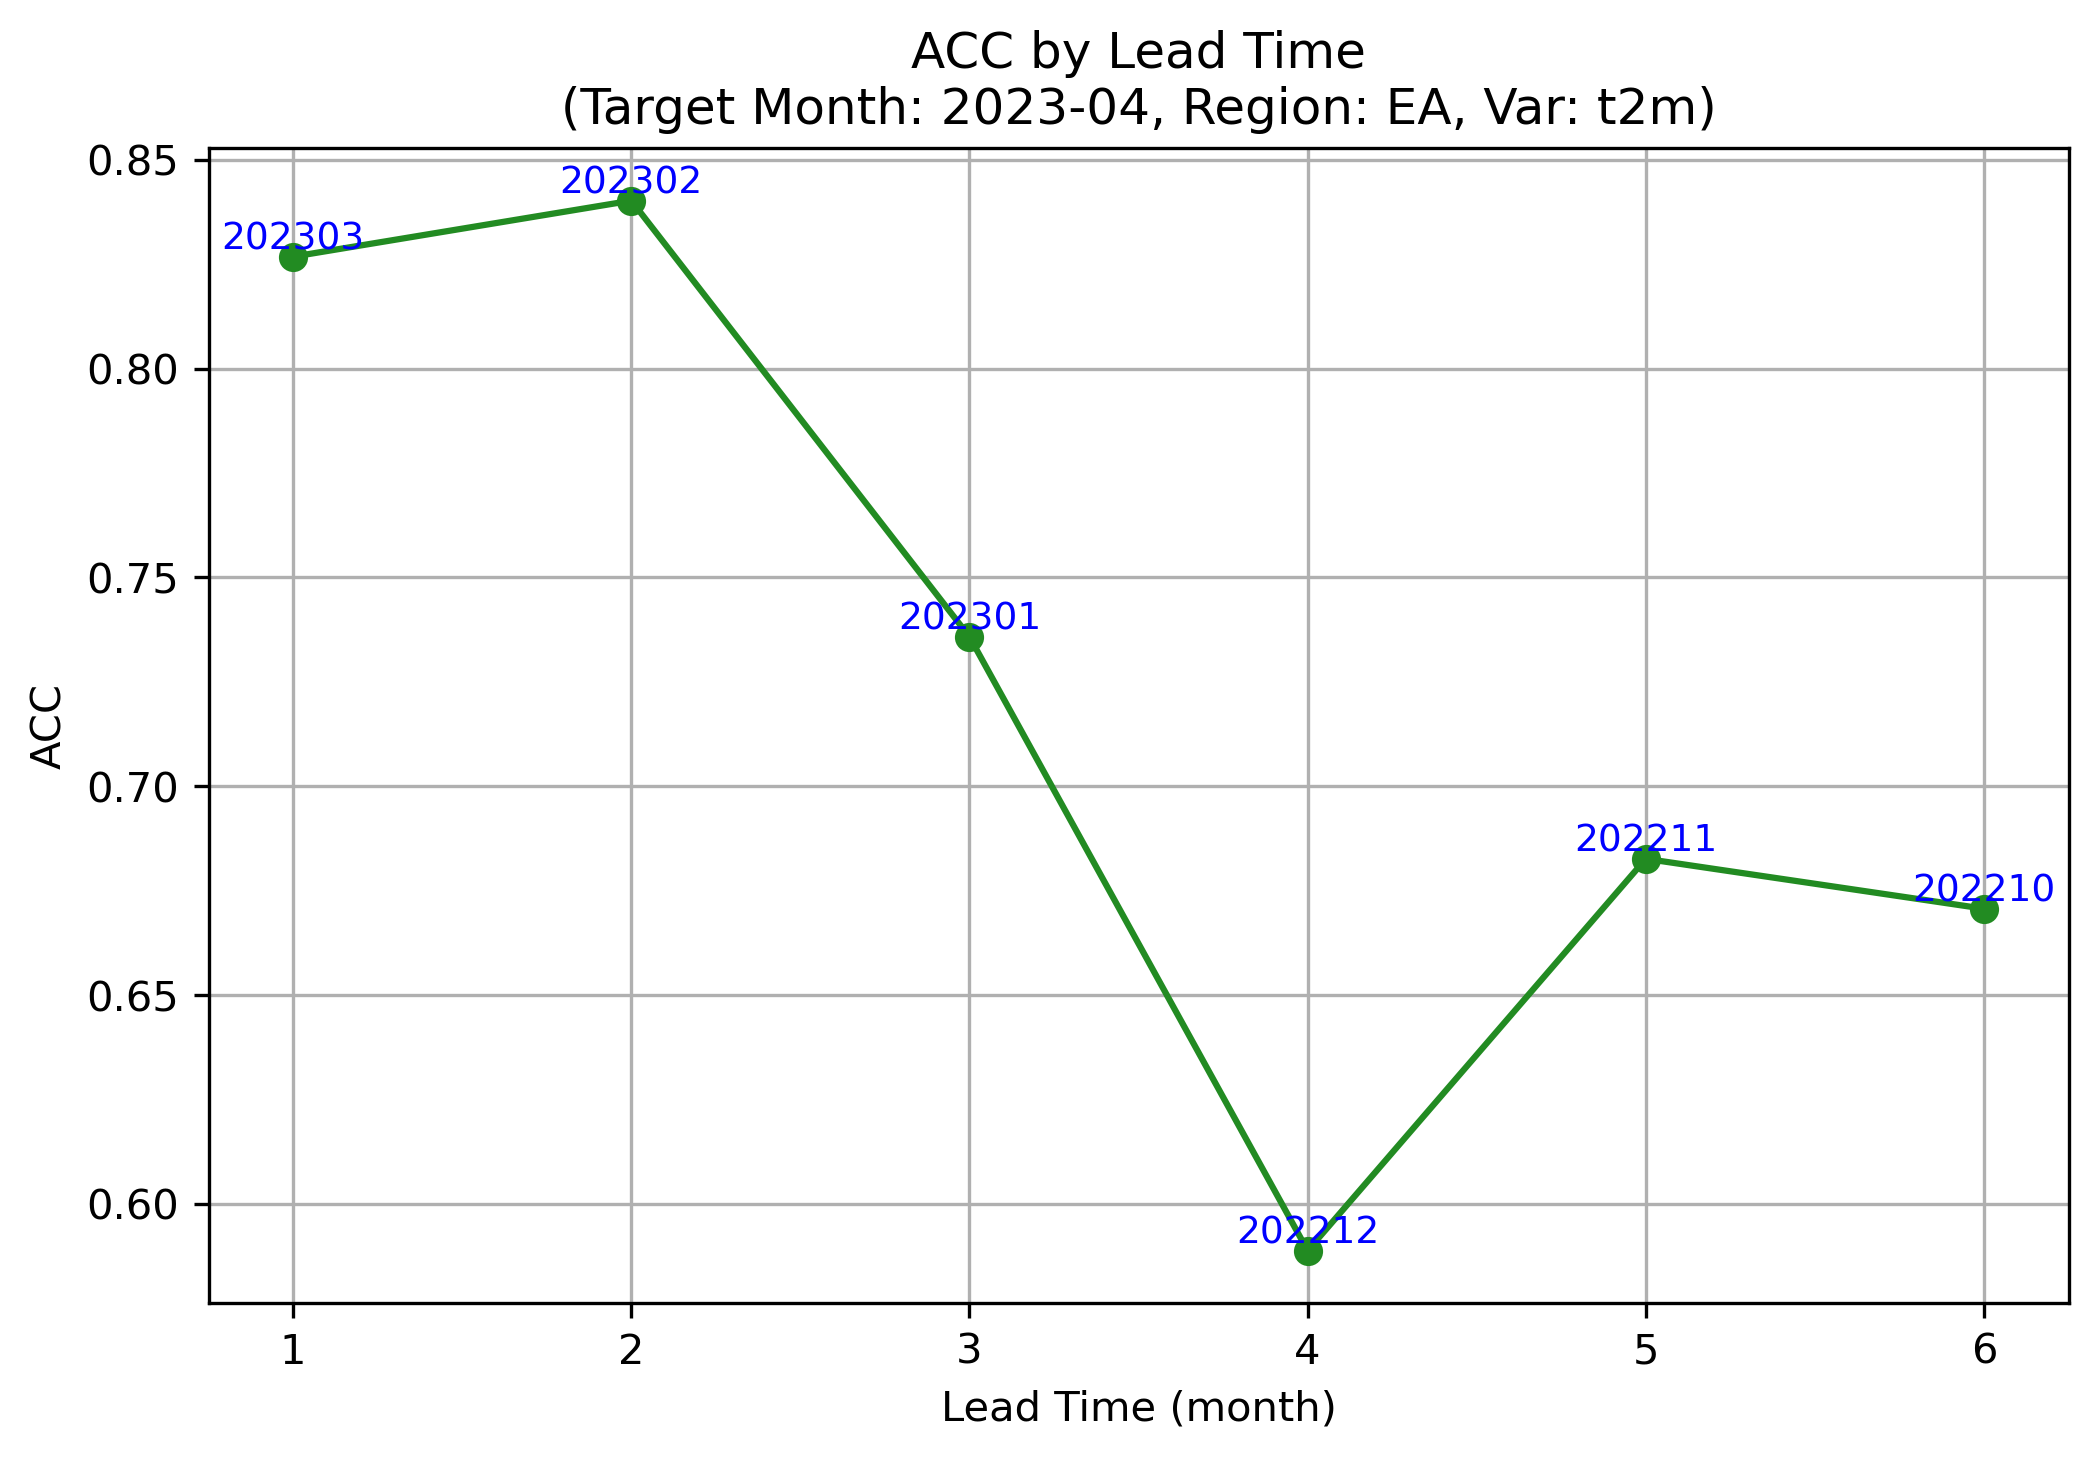 ACC by Lead Time
(Target Month: 2023-04, Region: EA, Var: t2m)
0.85
0.80
0.75
0.70
0.65
0.60
ACC
202303
202302
202301
202212
202211
202210
1 2 3 4 5 6
Lead Time (month)